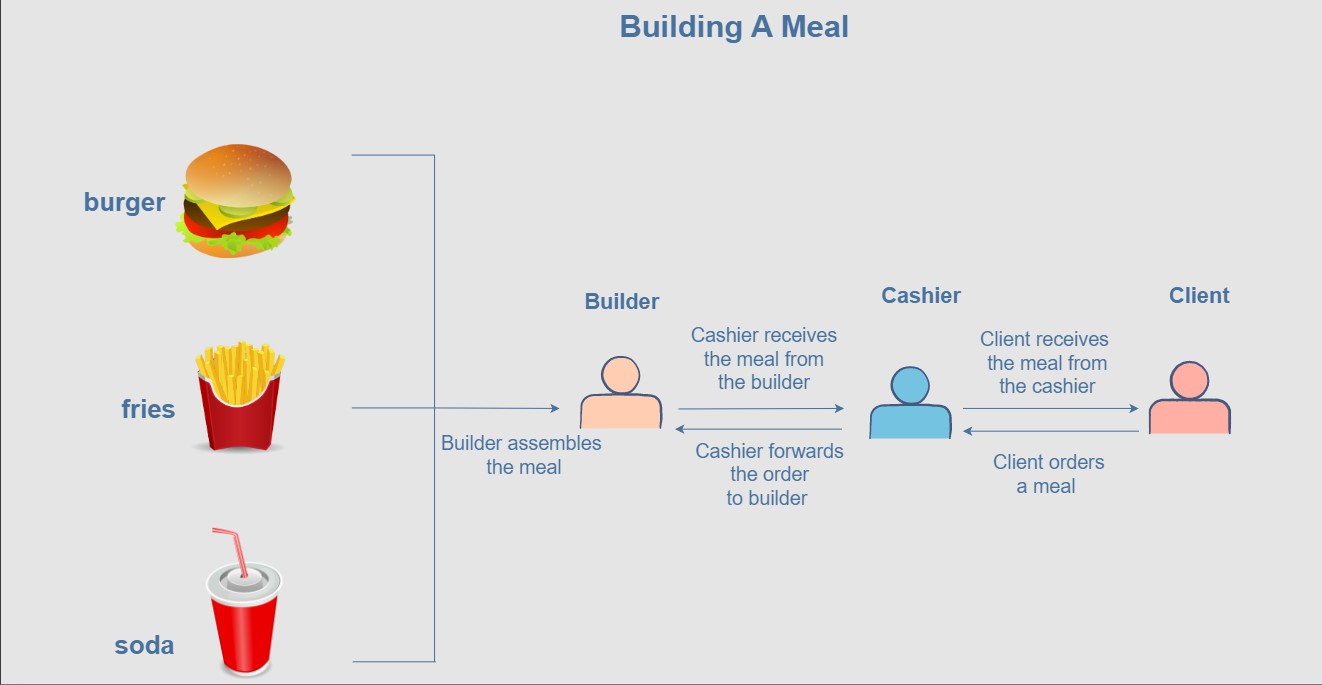 Building A Meal
burger
fries
soda
Builder assembles
the meal
Builder
Cashier receives
the meal from
the builder
Cashier forwards
the order
to builder
Cashier
Client receives
the meal from
the cashier
Client orders
a meal
Client